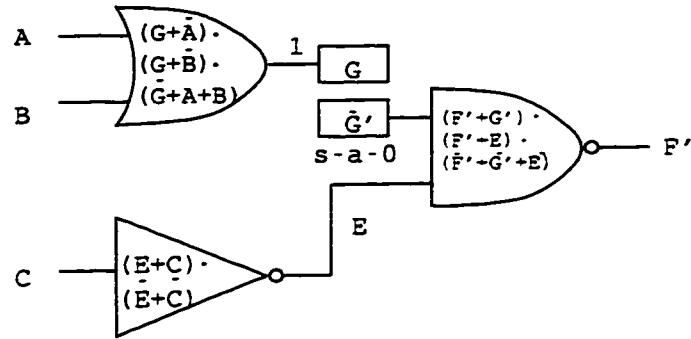 A
(G+Ā)·
1
(G+B̄)·
G
(Ḡ+A+B)
B
Ḡ'
s-a-0
(F'+G')·
(F'+E)·
(F̄'+Ḡ'+Ē)
F'
E
C
(E+C)·
(Ē+C̄)